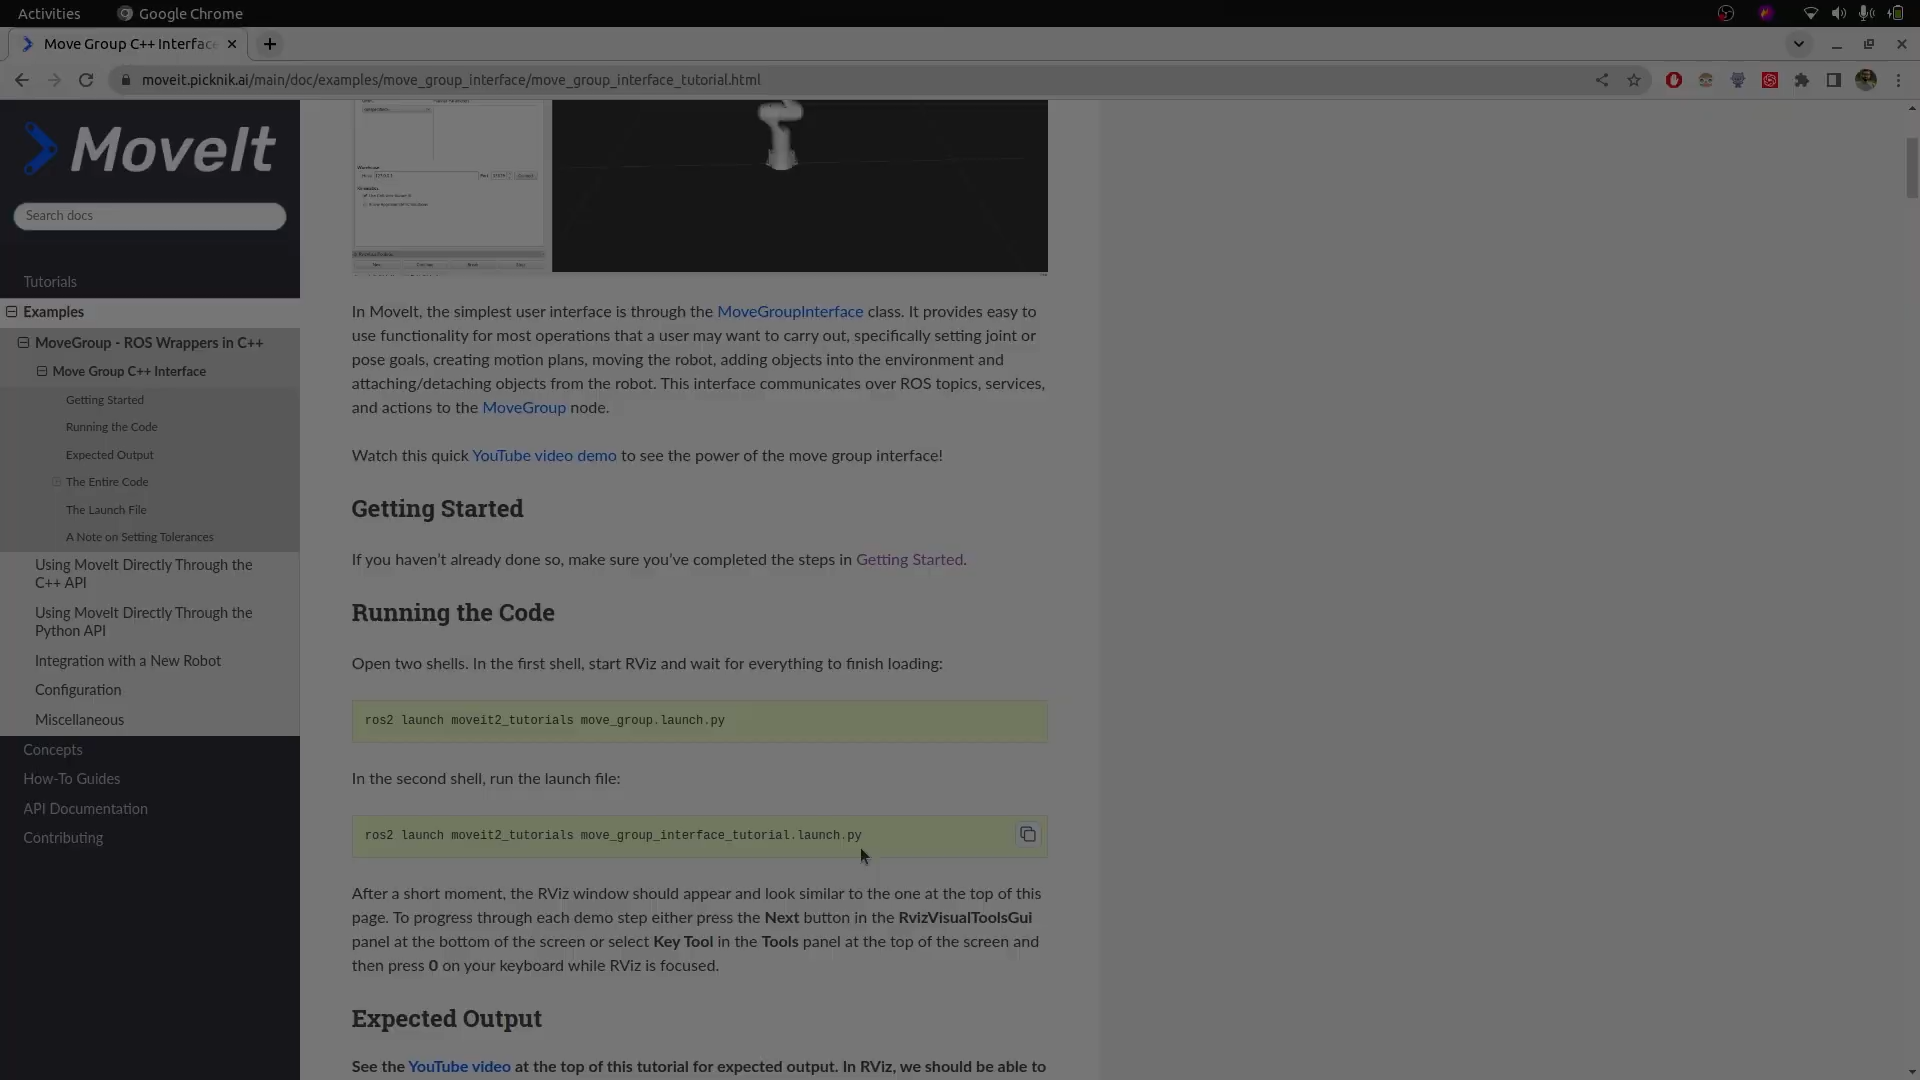 Activities
Google Chrome
Move Group C++ Interface
moveit.picknik.ai/main/doc/examples/move_group_interface/move_group_interface_tutorial.html
MoveIt
Search docs
Tutorials
Examples
MoveGroup - ROS Wrappers in C++
Move Group C++ Interface
Getting Started
Running the Code
Expected Output
The Entire Code
The Launch File
A Note on Setting Tolerances
Using MoveIt Directly Through the
C++ API
Using MoveIt Directly Through the
Python API
Integration with a New Robot
Configuration
Miscellaneous
Concepts
How-To Guides
API Documentation
Contributing
In MoveIt, the simplest user interface is through the MoveGroupInterface class. It provides easy to
use functionality for most operations that a user may want to carry out, specifically setting joint or
pose goals, creating motion plans, moving the robot, adding objects into the environment and
attaching/detaching objects from the robot. This interface communicates over ROS topics, services,
and actions to the MoveGroup node.
Watch this quick YouTube video demo to see the power of the move group interface!
Getting Started
If you haven't already done so, make sure you've completed the steps in Getting Started.
Running the Code
Open two shells. In the first shell, start RViz and wait for everything to finish loading:
ros2 launch moveit2_tutorials move_group.launch.py
In the second shell, run the launch file:
ros2 launch moveit2_tutorials move_group_interface_tutorial.launch.py
After a short moment, the RViz window should appear and look similar to the one at the top of this
page. To progress through each demo step either press the Next button in the RvizVisualToolsGui
panel at the bottom of the screen or select Key Tool in the Tools panel at the top of the screen and
then press 0 on your keyboard while RViz is focused.
Expected Output
See the YouTube video at the top of this tutorial for expected output. In RViz, we should be able to